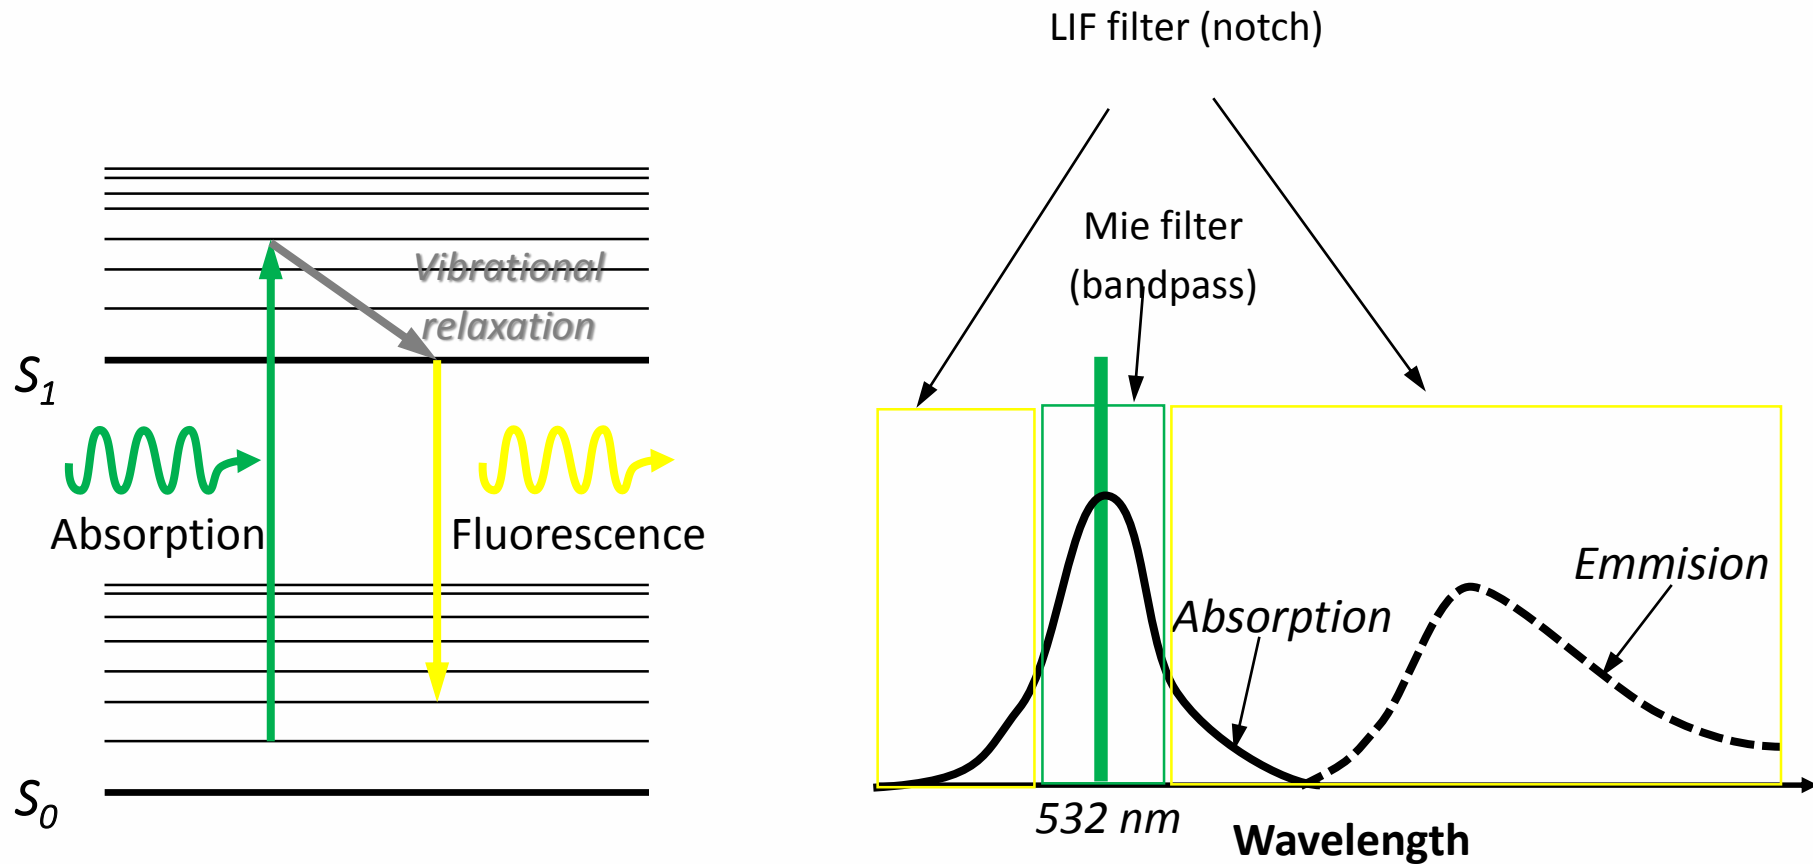 LIF filter (notch)
Mie filter
(bandpass)
Vibrational
relaxation
S1
Absorption
Fluorescence
Emmision
Absorption
S0
532 nm
Wavelength